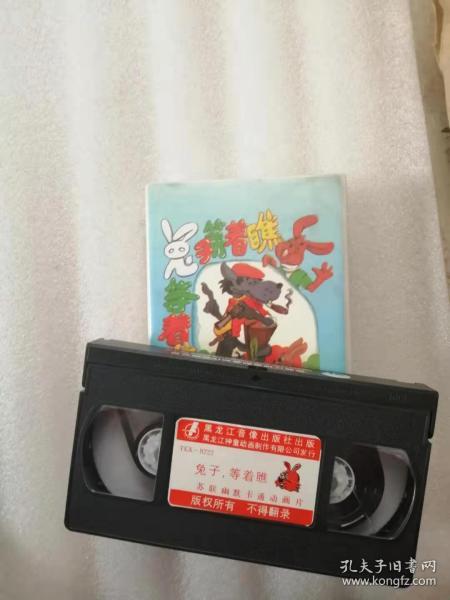 兔子等着瞧
等着
黑龙江音像出版社出版
黑龙江神童动画制作有限公司发行
兔子，等着瞧
苏联幽默卡通动画片
版权所有 不得翻录
孔夫子旧书网
www.kongfz.com